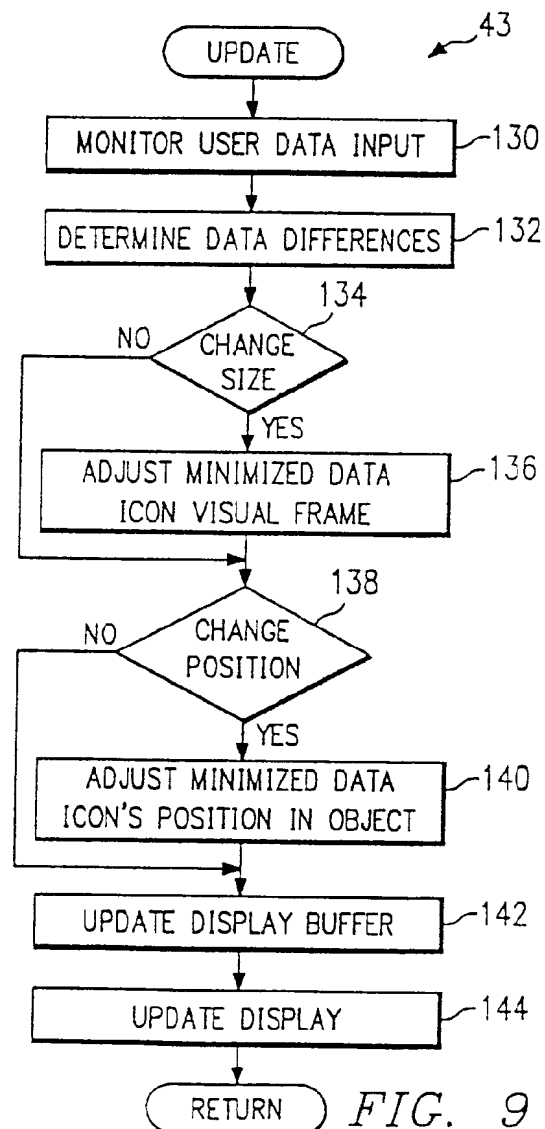 UPDATE
43
MONITOR USER DATA INPUT
130
DETERMINE DATA DIFFERENCES
132
134
NO
CHANGE
SIZE
YES
ADJUST MINIMIZED DATA
ICON VISUAL FRAME
136
138
NO
CHANGE
POSITION
YES
ADJUST MINIMIZED DATA
ICON'S POSITION IN OBJECT
140
UPDATE DISPLAY BUFFER
142
UPDATE DISPLAY
144
RETURN
FIG. 9